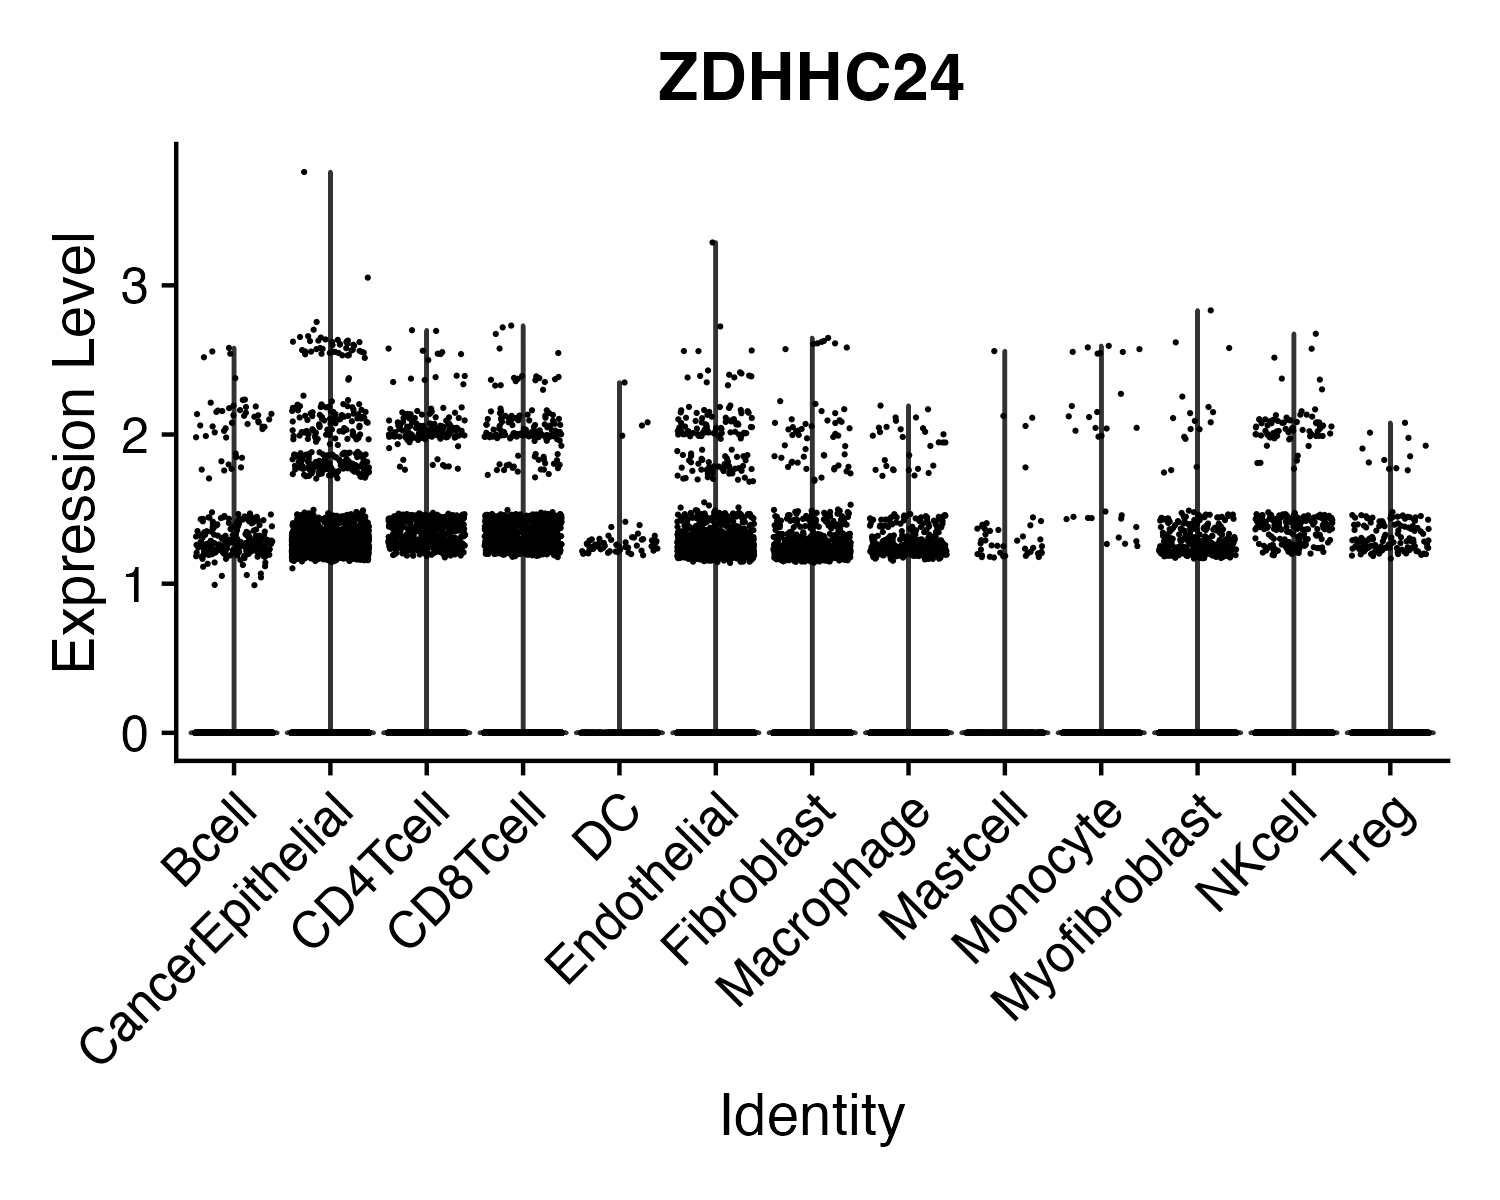 ZDHHC24
Expression Level
3
2
1
0
Bcell
CancerEpithelial
CD4Tcell
CD8Tcell
DC
Endothelial
Fibroblast
Macrophage
Mastcell
Monocyte
Myofibroblast
NKcell
Treg
Identity